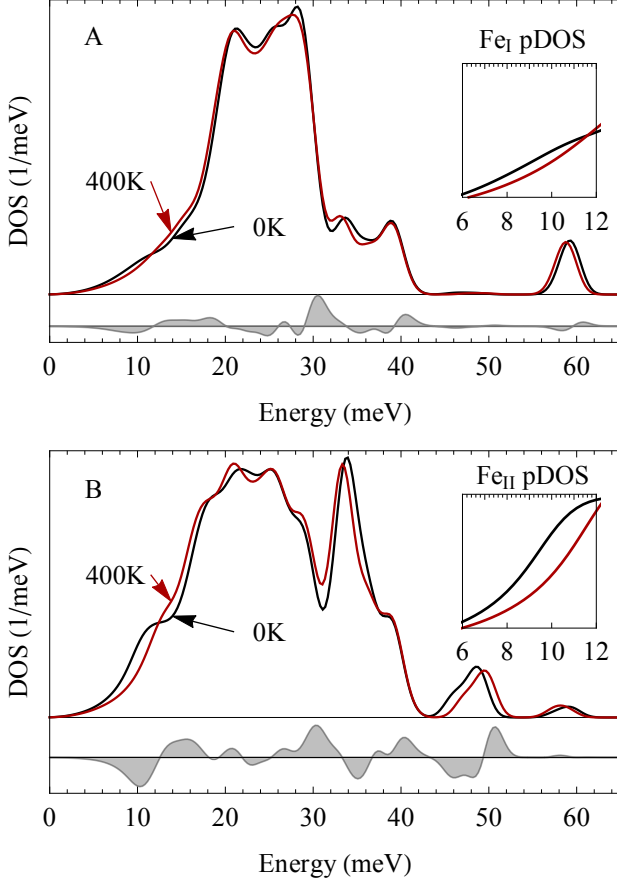 A
Fe_I pDOS
6 8 10 12
400K
0K
DOS (1/meV)
0 10 20 30 40 50 60
Energy (meV)
B
Fe_II pDOS
6 8 10 12
400K
0K
DOS (1/meV)
0 10 20 30 40 50 60
Energy (meV)